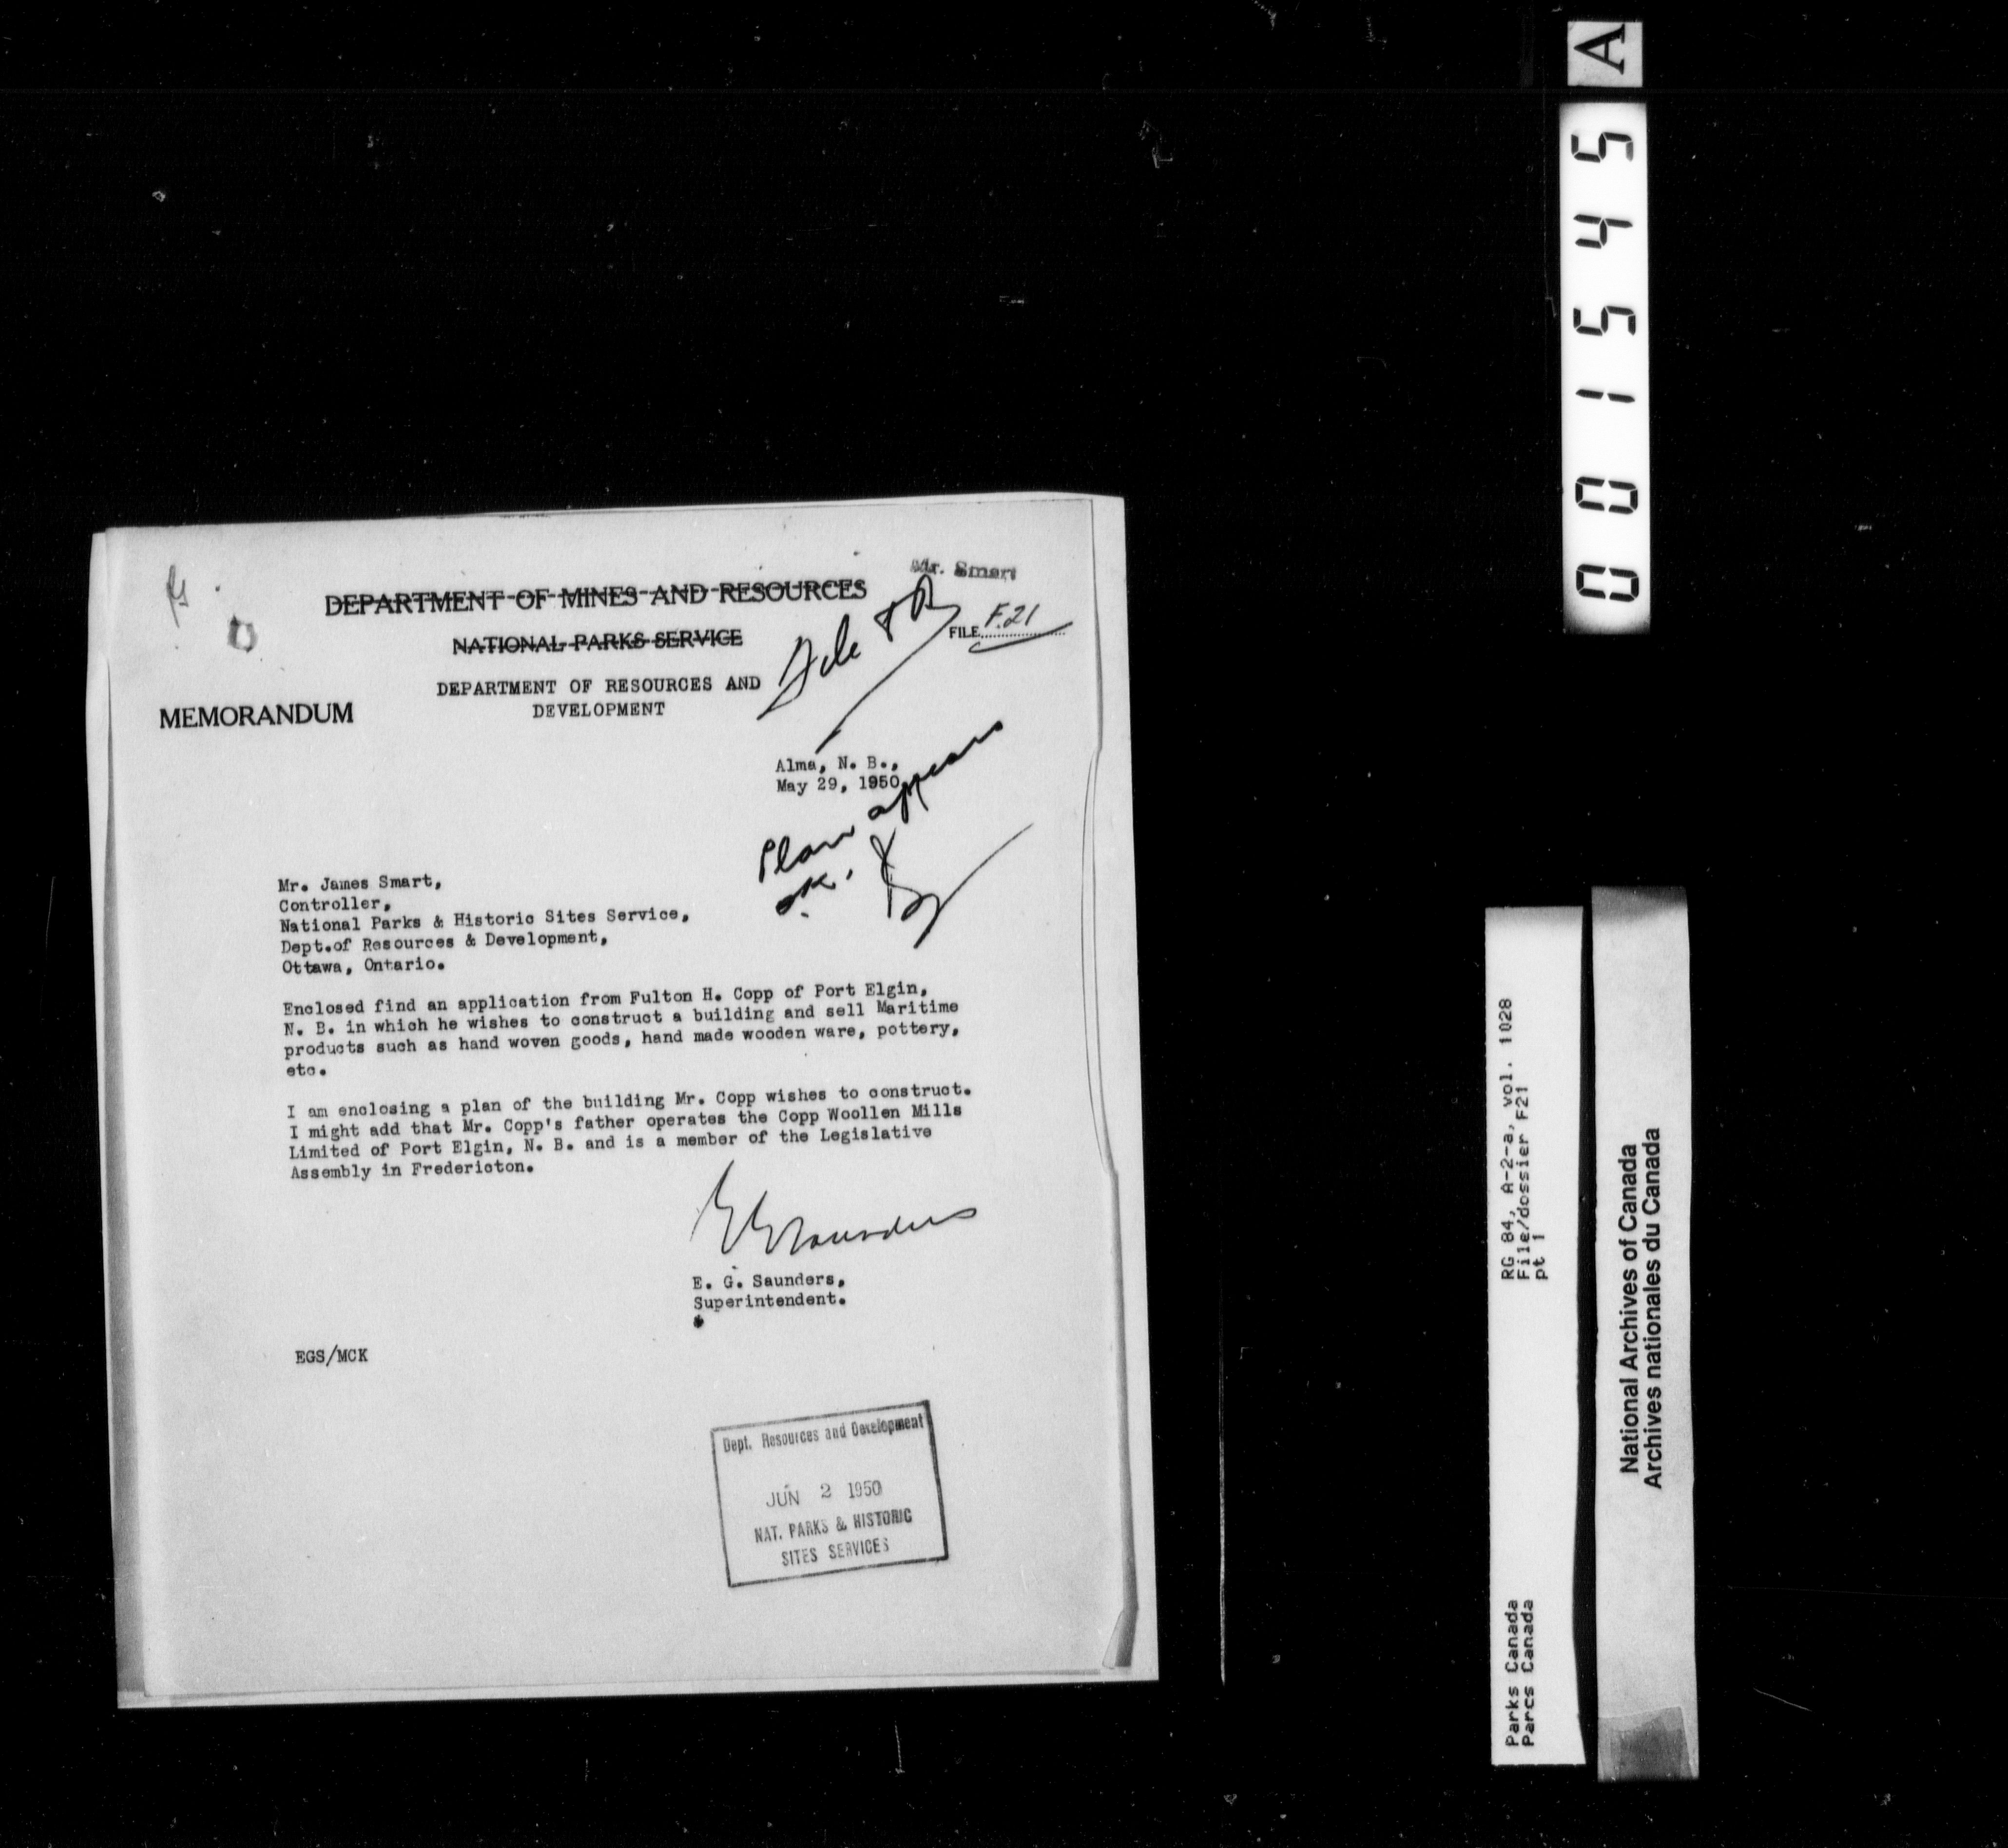 Mr. Smart
DEPARTMENT OF MINES AND RESOURCES
NATIONAL PARKS SERVICE
FILE F.21
DEPARTMENT OF RESOURCES AND
DEVELOPMENT
MEMORANDUM
Alma, N. B.,
May 29, 1950
Plan appears
ok.
Mr. James Smart,
Controller,
National Parks & Historic Sites Service,
Dept.of Resources & Development,
Ottawa, Ontario.
Enclosed find an application from Fulton H. Copp of Port Elgin,
N. B. in which he wishes to construct a building and sell Maritime
products such as hand woven goods, hand made wooden ware, pottery,
etc.
I am enclosing a plan of the building Mr. Copp wishes to construct.
I might add that Mr. Copp's father operates the Copp Woollen Mills
Limited of Port Elgin, N. B. and is a member of the Legislative
Assembly in Fredericton.
EGSaunders
E. G. Saunders,
Superintendent.
EGS/MCK
Dept. Resources and Development
JUN 2 1950
NAT. PARKS & HISTORIC
SITES SERVICES
A
001545
RG 84, A-2-a, vol. 1028
File/dossier F21
pt 1
Parks Canada
Parcs Canada
National Archives of Canada
Archives nationales du Canada